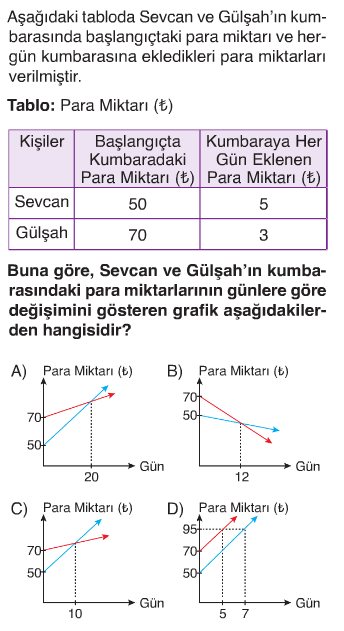 Aşağıdaki tabloda Sevcan ve Gülşah'ın kum-
barasında başlangıçtaki para miktarı ve her-
gün kumbarasına ekledikleri para miktarları
verilmiştir.
Tablo: Para Miktarı (₺)
Kişiler
Başlangıçta
Kumbaradaki
Para Miktarı (₺)
Kumbaraya Her
Gün Eklenen
Para Miktarı (₺)
Sevcan 50 5
Gülşah 70 3
Buna göre, Sevcan ve Gülşah'ın kumba-
rasındaki para miktarlarının günlere göre
değişimini gösteren grafik aşağıdakiler-
den hangisidir?
A) Para Miktarı (₺)
70
50
20
Gün
B) Para Miktarı (₺)
70
50
12
Gün
C) Para Miktarı (₺)
70
50
10
Gün
D) Para Miktarı (₺)
95
70
50
5 7
Gün